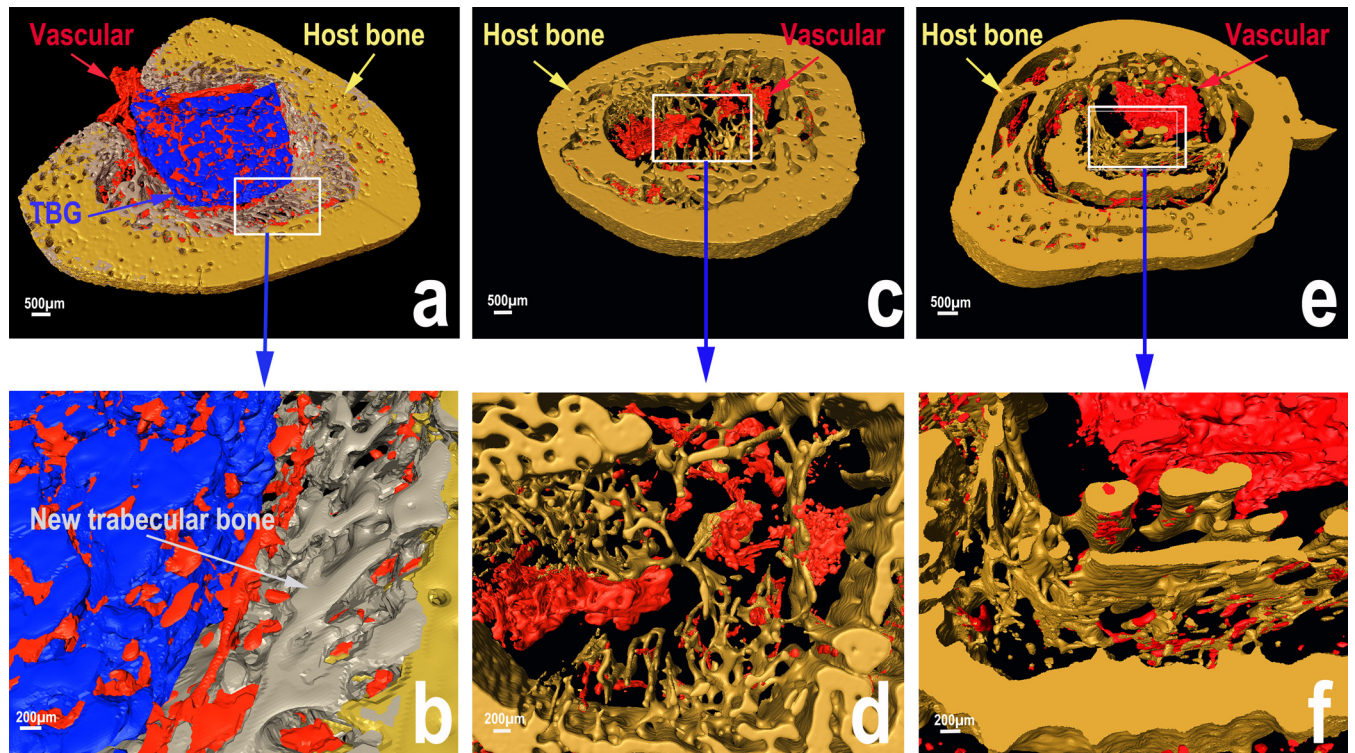 Vascular
Host bone
TBG
500µm
a
Host bone
Vascular
500µm
c
Host bone
Vascular
500µm
e
New trabecular bone
200µm
b
200µm
d
200µm
f